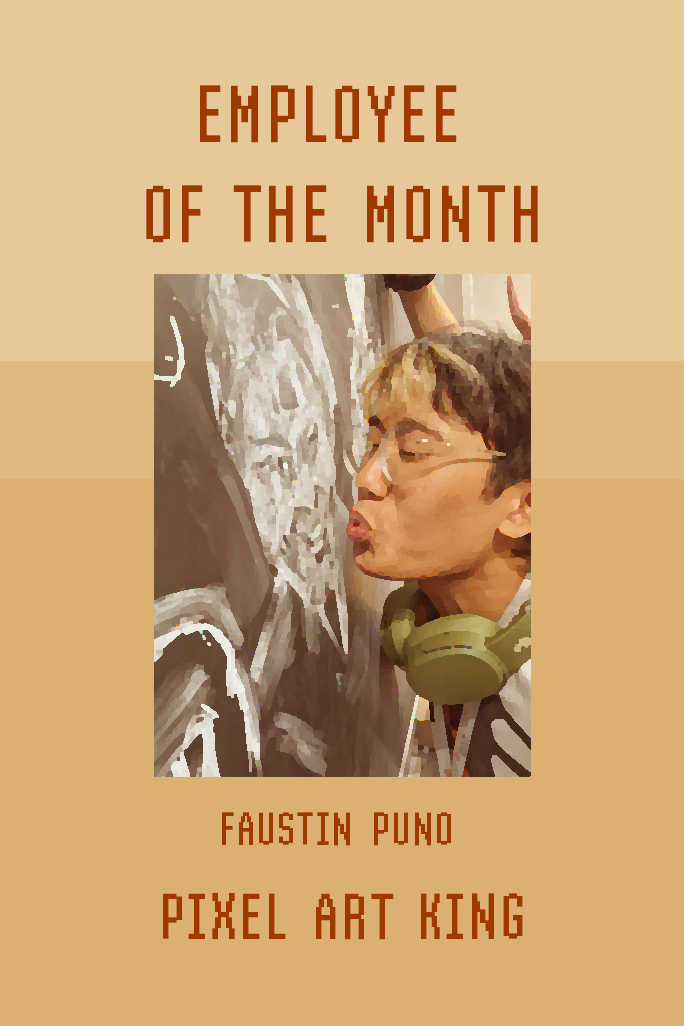 EMPLOYEE
OF THE MONTH
FAUSTIN PUNO
PIXEL ART KING